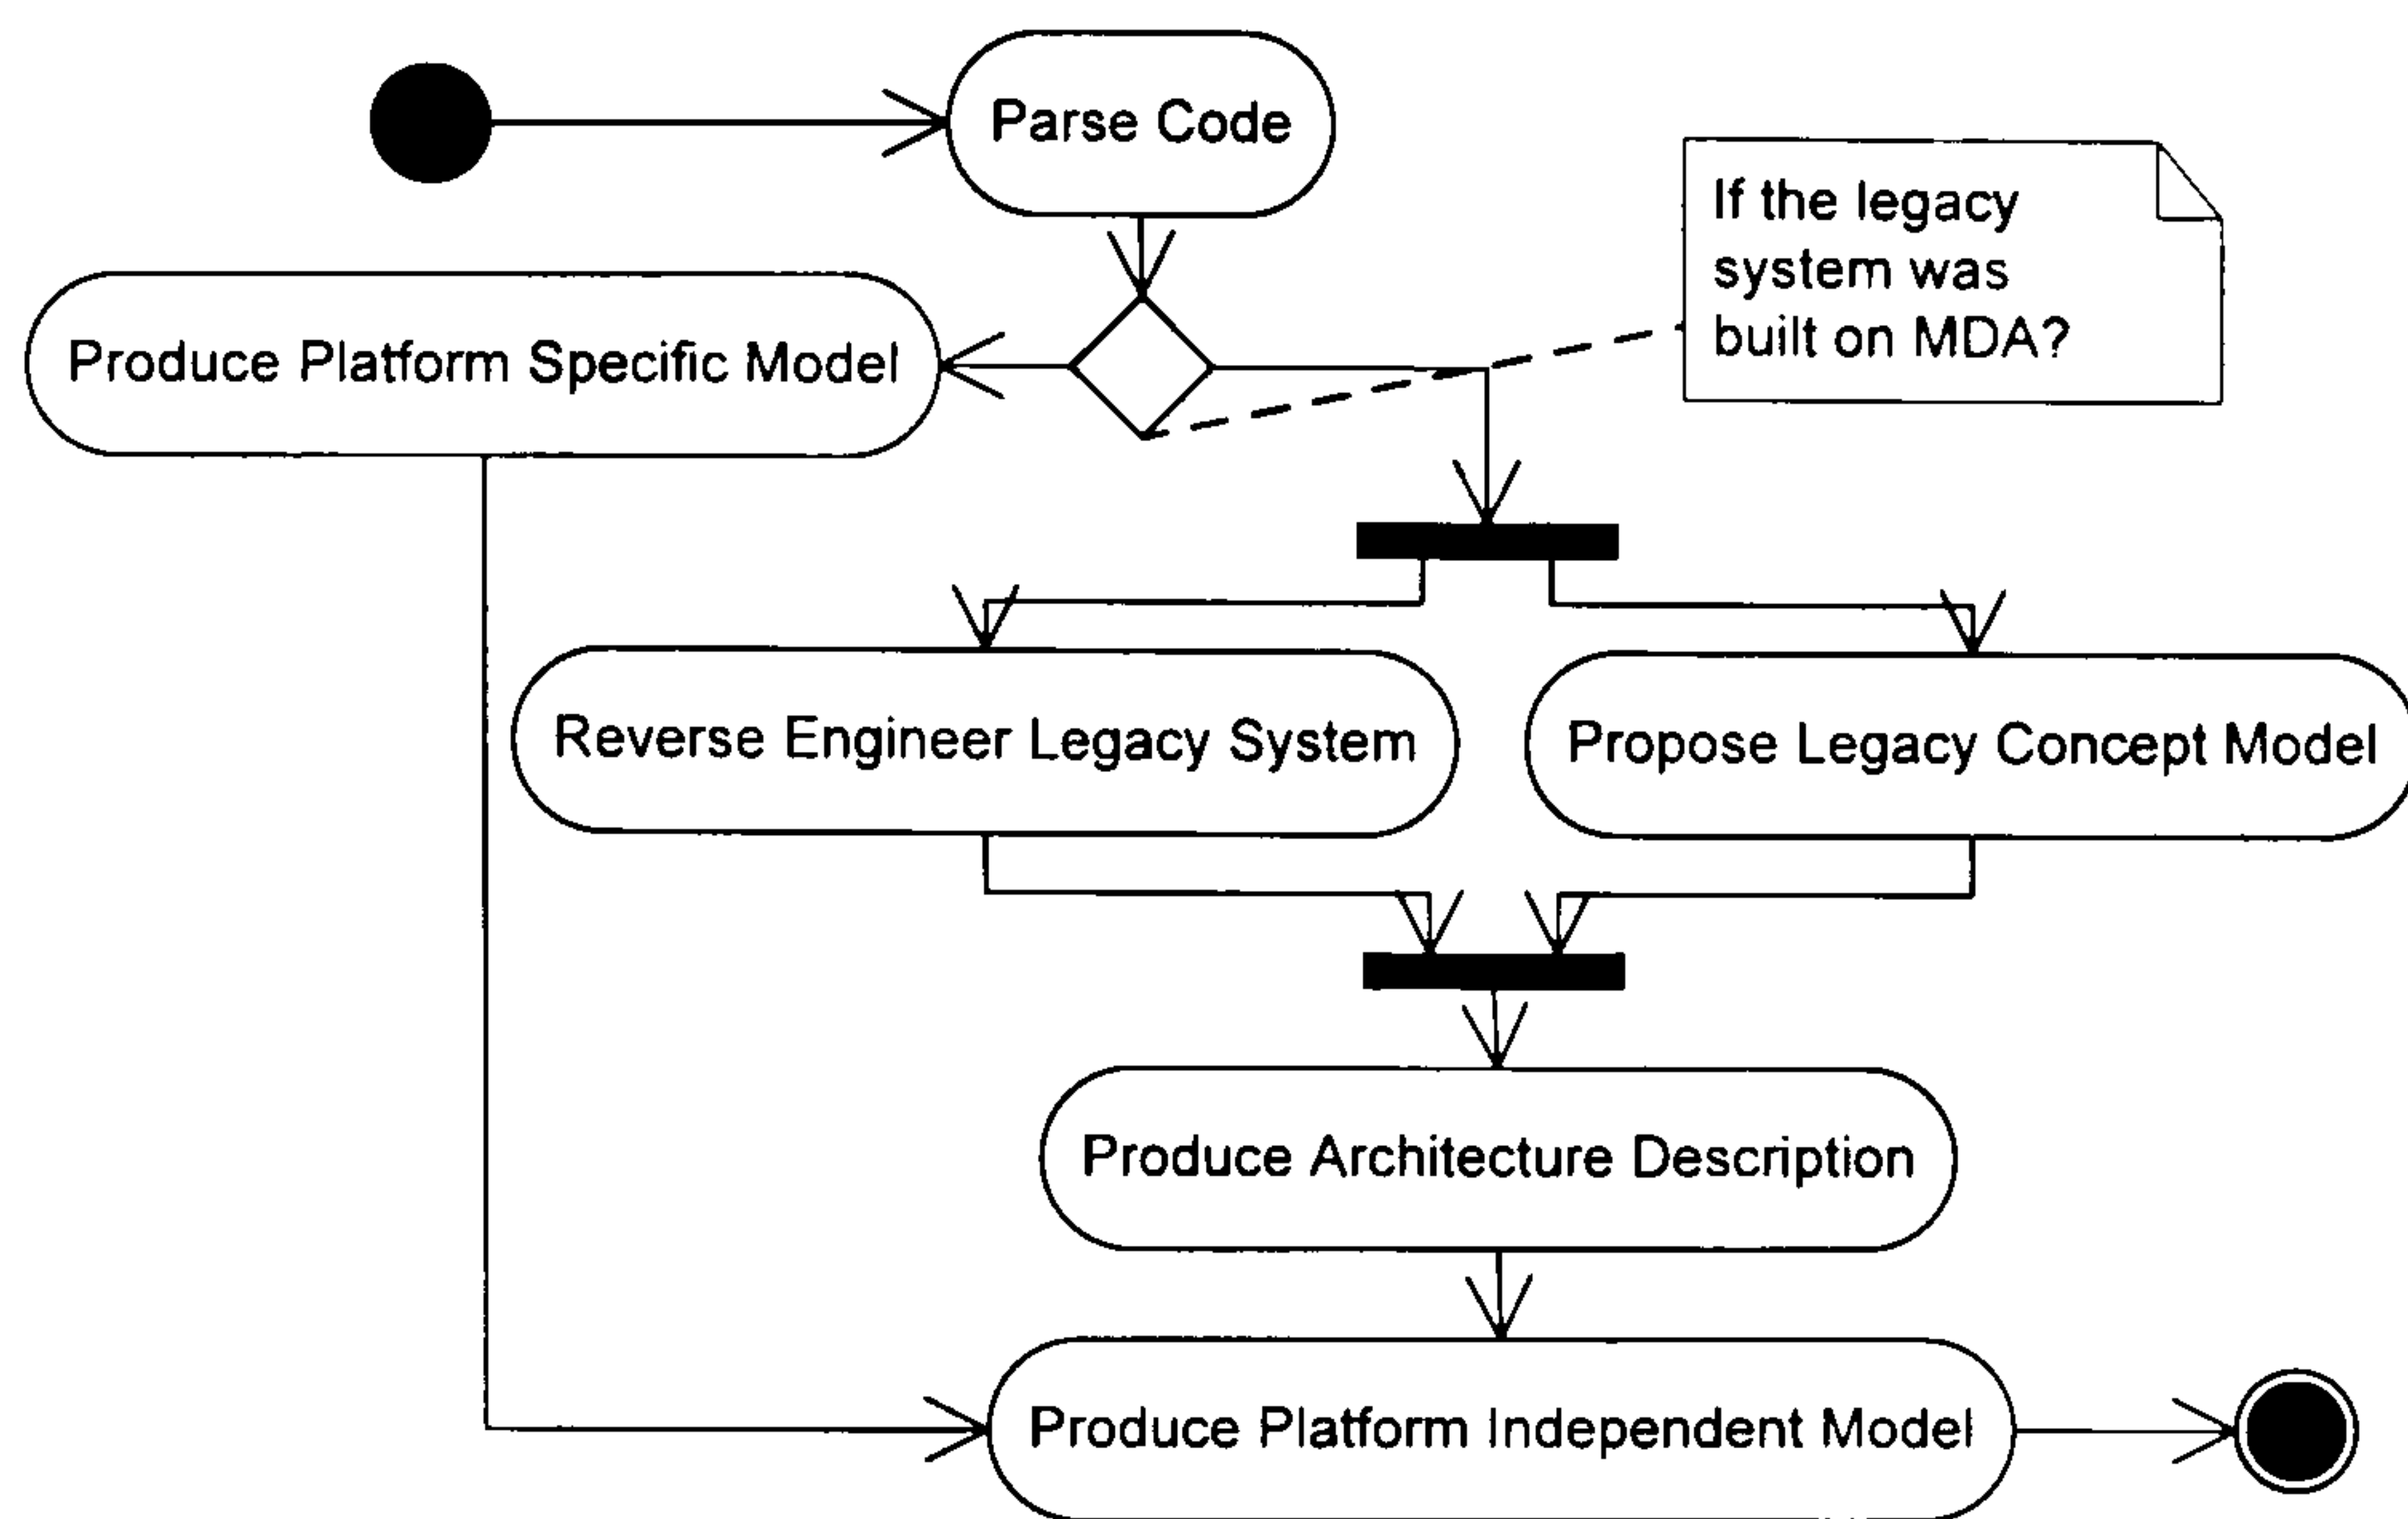 Parse Code
If the legacy
system was
built on MDA?
Produce Platform Specific Model
Reverse Engineer Legacy System
Propose Legacy Concept Model
Produce Architecture Description
Produce Platform Independent Model